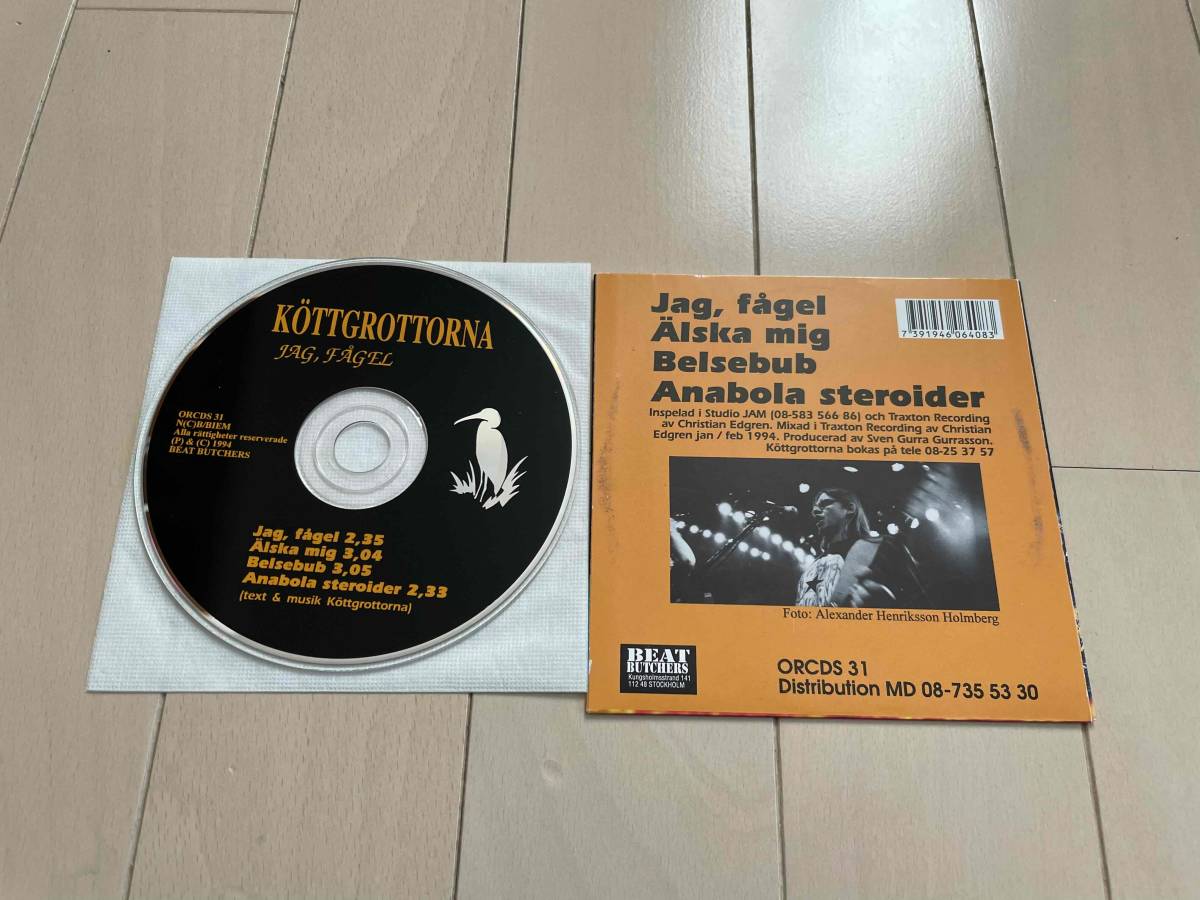 KÖTTGROTTORNA
JAG, FÅGEL
ORCDS 31
N(C)B/BIEM
Alla rättigheter reserverade
(P) & (C) 1994
BEAT BUTCHERS
Jag, fågel 2,35
Älska mig 3,04
Belsebub 3,05
Anabola steroider 2,33
(text & musik Köttgrottorna)
Jag, fågel
Älska mig
Belsebub
Anabola steroider
7 391946 064083
Inspelad i Studio JAM (08-583 566 86) och Traxton Recording
av Christian Edgren. Mixad i Traxton Recording av Christian
Edgren jan / feb 1994. Producerad av Sven Gurra Gurrasson.
Köttgrottorna bokas på tele 08-25 37 57
Foto: Alexander Henriksson Holmberg
BEAT
BUTCHERS
Kungsholmsstrand 141
112 48 STOCKHOLM
ORCDS 31
Distribution MD 08-735 53 30